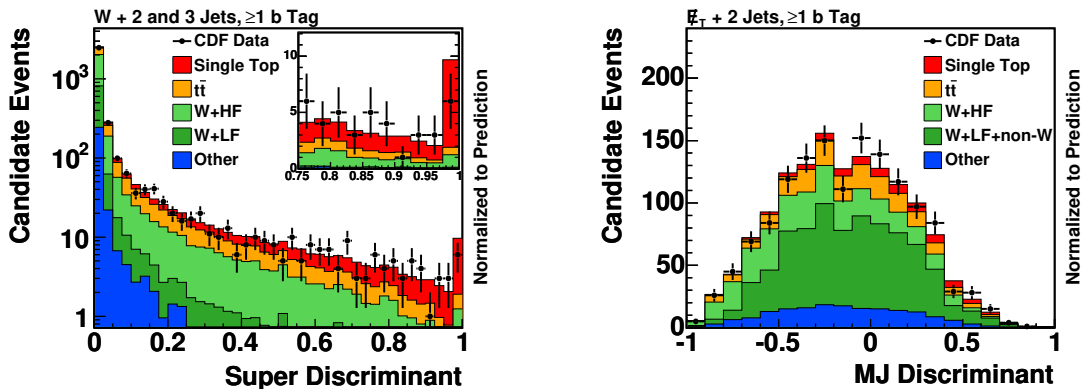 W + 2 and 3 Jets, ≥1 b Tag
Candidate Events
10³
10²
10
1
CDF Data
Single Top
tt̄
W+HF
W+LF
Other
10
5
0
0.75 0.8 0.85 0.9 0.95 1
Normalized to Prediction
0 0.2 0.4 0.6 0.8 1
Super Discriminant
E̸T + 2 Jets, ≥1 b Tag
Candidate Events
200
150
100
50
0
CDF Data
Single Top
tt̄
W+HF
W+LF+non-W
Other
Normalized to Prediction
-1 -0.5 0 0.5 1
MJ Discriminant